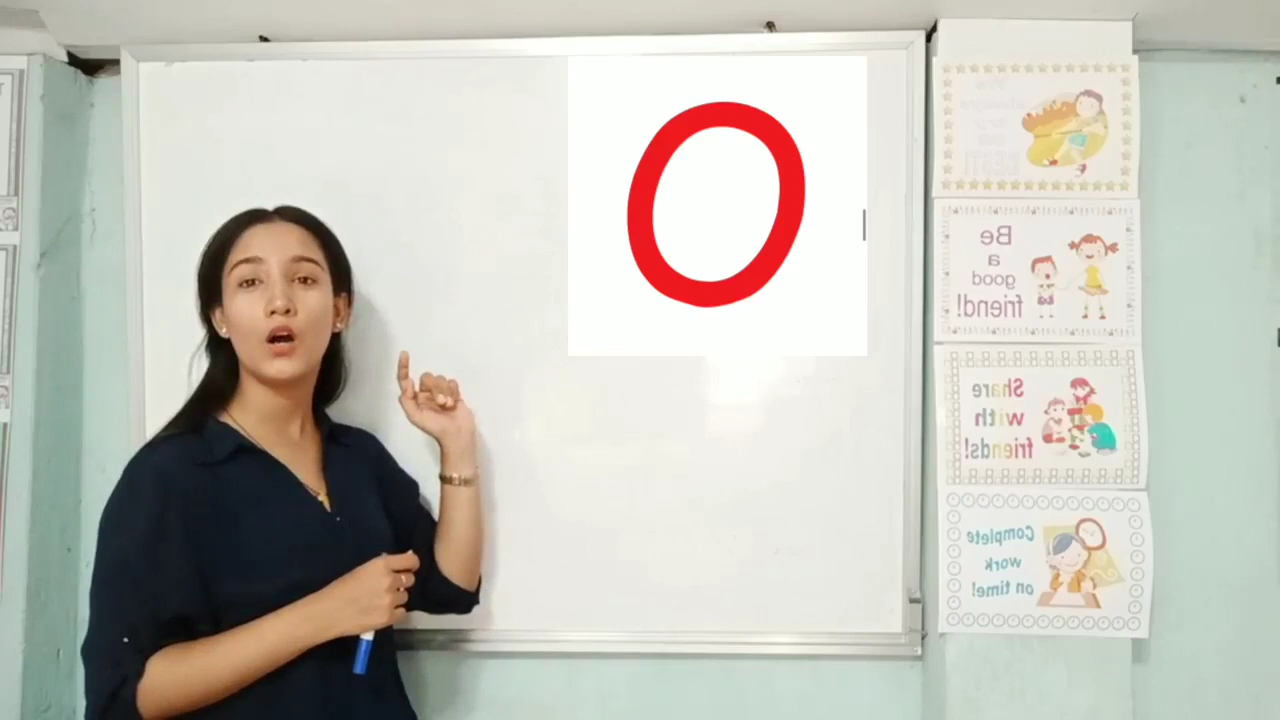 O
Be
a
good
friend!
Share
with
friends!
Complete
work
on time!